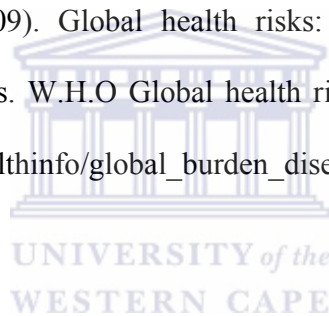 09). Global health risks:
s. W.H.O Global health ri
lthinfo/global_burden_dise
UNIVERSITY of the
WESTERN CAPE